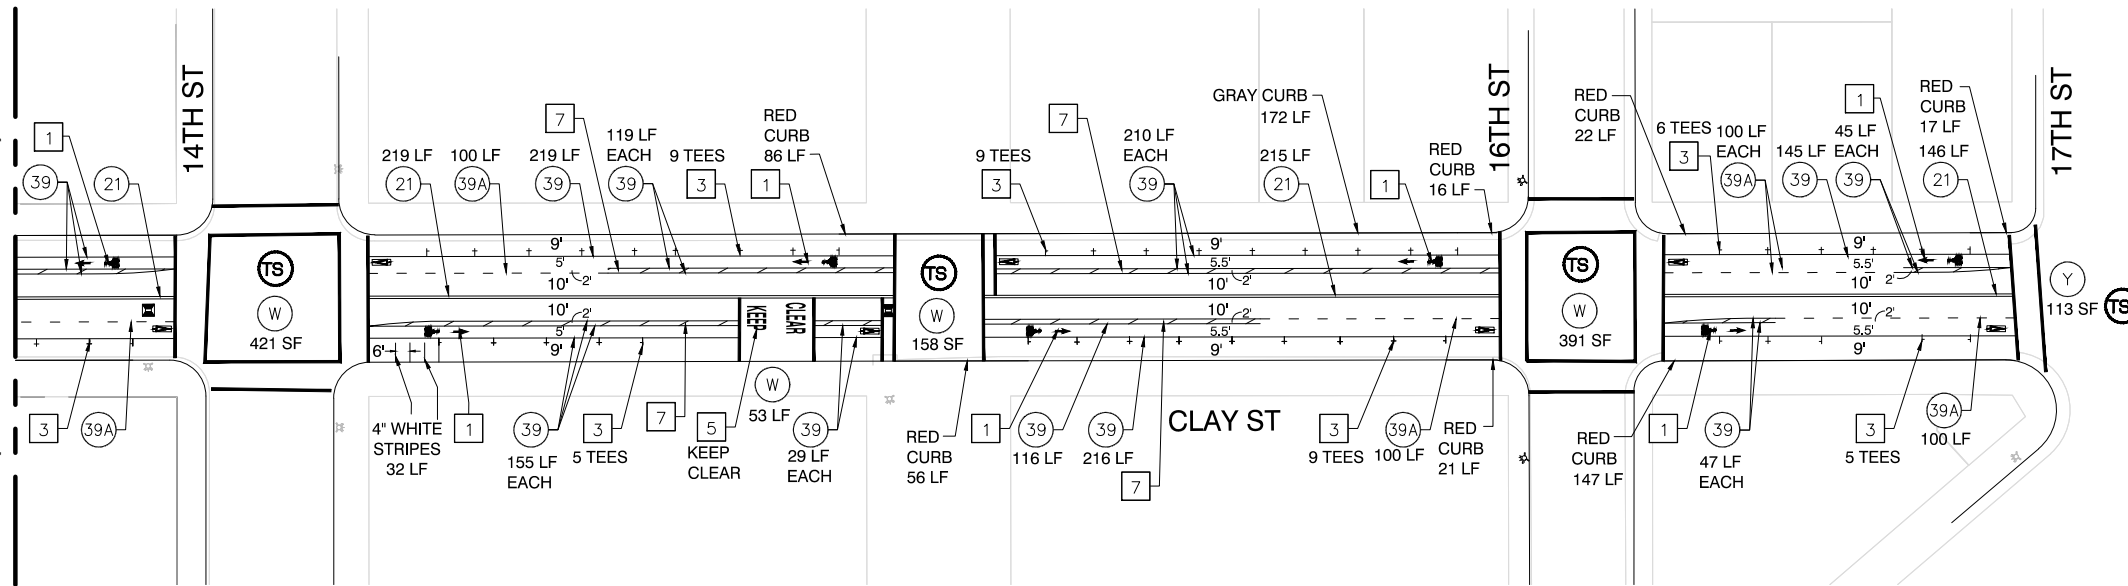 14TH ST
16TH ST
17TH ST
1
39
21
3
39A
TS
W
421 SF
219 LF
21
100 LF
39A
7
219 LF
39
119 LF
EACH
39
9 TEES
3
1
RED
CURB
86 LF
9'
5'
2'
10'
10'
2'
5'
9'
6'
4" WHITE
STRIPES
32 LF
1
39
155 LF
EACH
3
5 TEES
7
5
KEEP
CLEAR
KEEP
CLEAR
W
53 LF
39
29 LF
EACH
TS
W
158 SF
RED
CURB
56 LF
9 TEES
3
7
210 LF
EACH
39
GRAY CURB
172 LF
215 LF
21
1
RED
CURB
16 LF
9'
5.5'
2'
10'
10'
2'
5.5'
9'
1
39
116 LF
39
216 LF
7
CLAY ST
3
9 TEES
39A
100 LF
RED
CURB
21 LF
TS
W
391 SF
RED
CURB
22 LF
6 TEES
3
100 LF
EACH
39A
145 LF
39
45 LF
EACH
39
1
RED
CURB
17 LF
146 LF
21
9'
5.5'
10'
2'
10'
2'
5.5'
9'
RED
CURB
147 LF
1
39
47 LF
EACH
3
5 TEES
39A
100 LF
Y
113 SF
TS